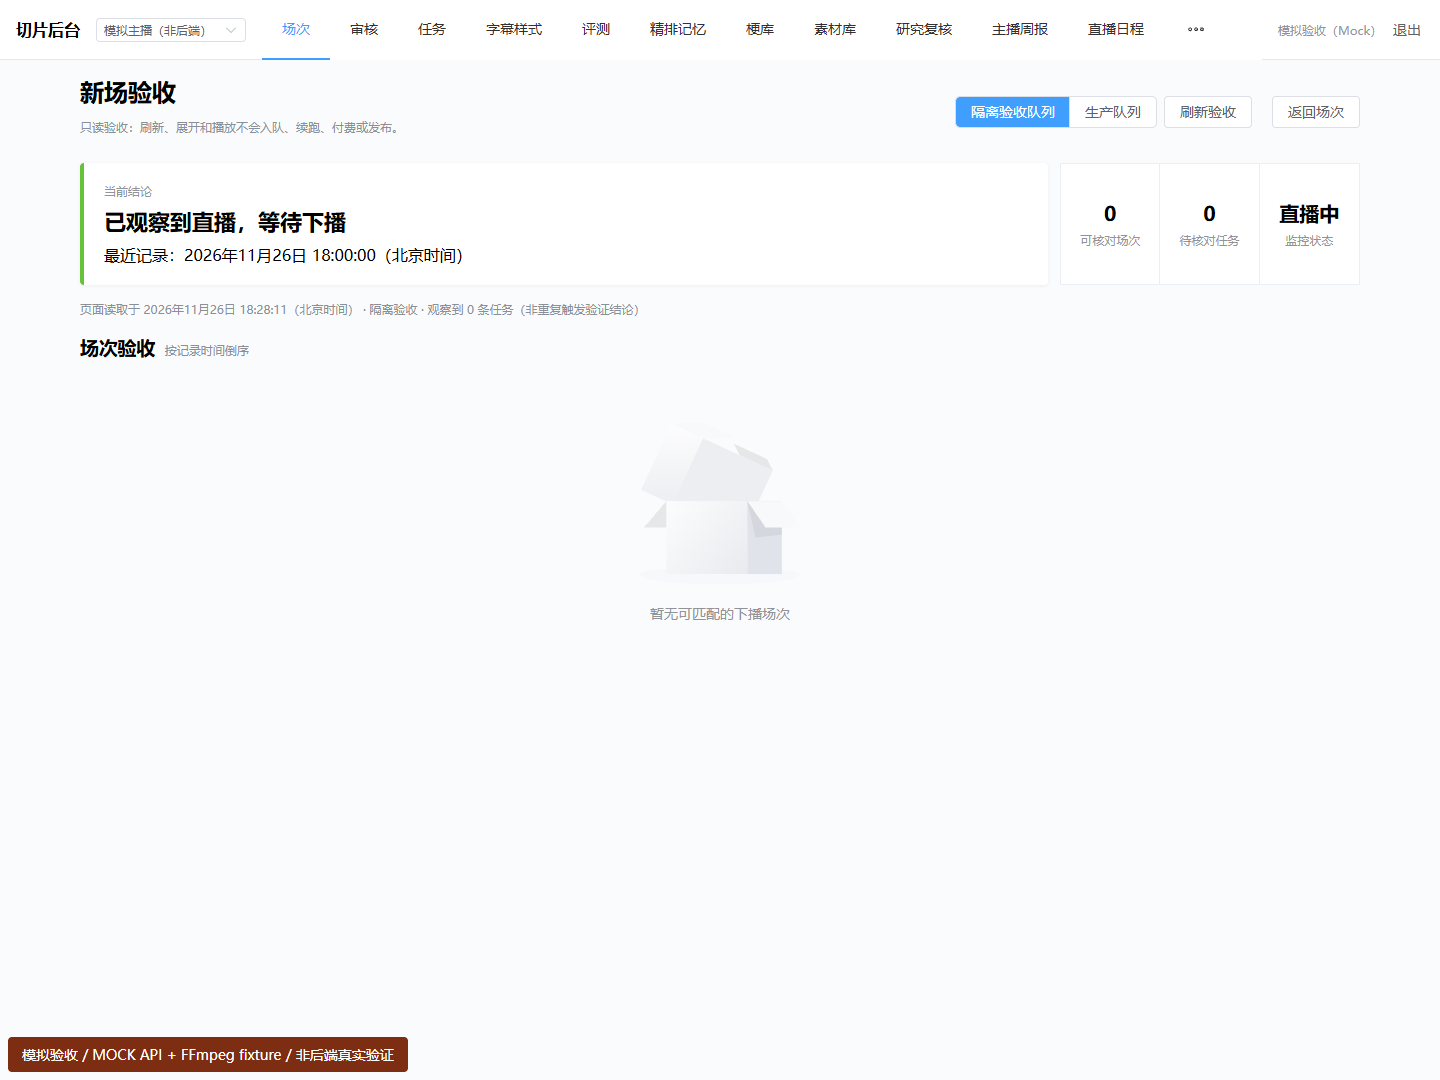 切片后台
模拟主播（非后端）
场次
审核
任务
字幕样式
评测
精排记忆
梗库
素材库
研究复核
主播周报
直播日程
模拟验收（Mock）
退出
新场验收
只读验收：刷新、展开和播放不会入队、续跑、付费或发布。
隔离验收队列
生产队列
刷新验收
返回场次
当前结论
已观察到直播，等待下播
最近记录：2026年11月26日 18:00:00（北京时间）
0
可核对场次
0
待核对任务
直播中
监控状态
页面读取于 2026年11月26日 18:28:11（北京时间） · 隔离验收 · 观察到 0 条任务（非重复触发验证结论）
场次验收 按记录时间倒序
暂无可匹配的下播场次
模拟验收 / MOCK API + FFmpeg fixture / 非后端真实验证